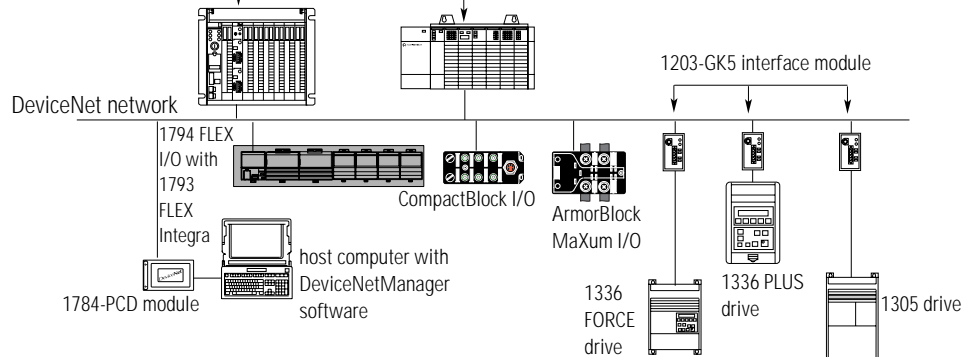 1203-GK5 interface module
DeviceNet network
1794 FLEX
I/O with
1793
FLEX
Integra
CompactBlock I/O
ArmorBlock
MaXum I/O
host computer with
DeviceNetManager
software
DeviceNet
1784-PCD module
1336
FORCE
drive
1336 PLUS
drive
1305 drive